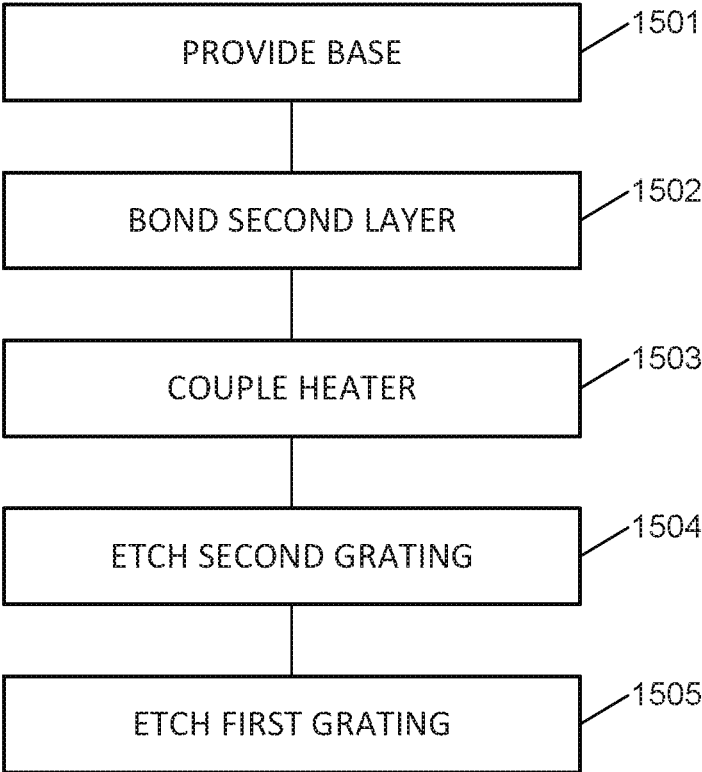 1501
PROVIDE BASE
1502
BOND SECOND LAYER
1503
COUPLE HEATER
1504
ETCH SECOND GRATING
1505
ETCH FIRST GRATING